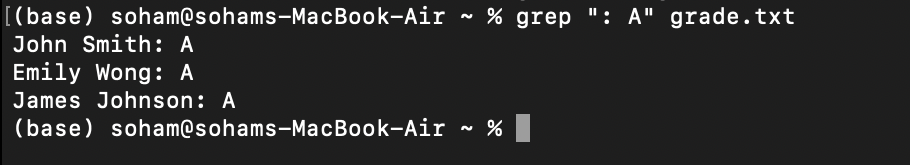 [(base) soham@sohams-MacBook-Air ~ % grep ": A" grade.txt
John Smith: A
Emily Wong: A
James Johnson: A
(base) soham@sohams-MacBook-Air ~ %